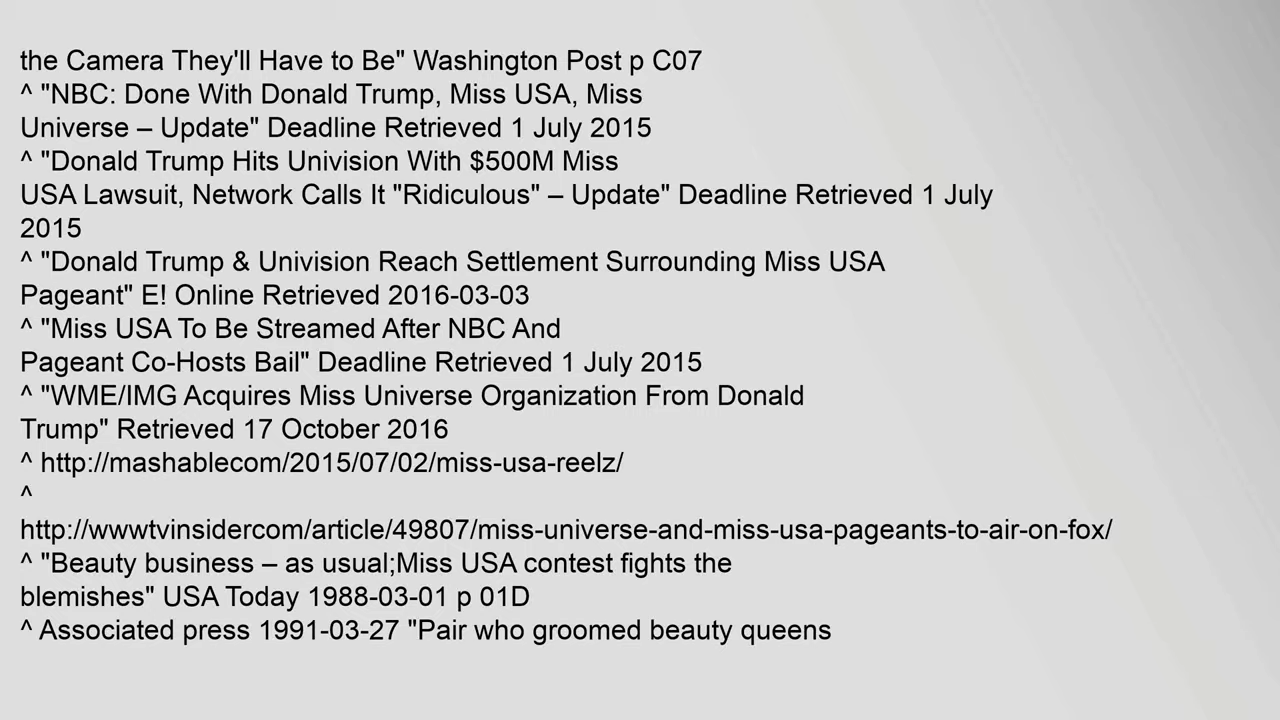 the Camera They'll Have to Be" Washington Post p C07
^ "NBC: Done With Donald Trump, Miss USA, Miss
Universe – Update" Deadline Retrieved 1 July 2015
^ "Donald Trump Hits Univision With $500M Miss
USA Lawsuit, Network Calls It "Ridiculous" – Update" Deadline Retrieved 1 July
2015
^ "Donald Trump & Univision Reach Settlement Surrounding Miss USA
Pageant" E! Online Retrieved 2016-03-03
^ "Miss USA To Be Streamed After NBC And
Pageant Co-Hosts Bail" Deadline Retrieved 1 July 2015
^ "WME/IMG Acquires Miss Universe Organization From Donald
Trump" Retrieved 17 October 2016
^ http://mashablecom/2015/07/02/miss-usa-reelz/
^
http://wwwtvinsidercom/article/49807/miss-universe-and-miss-usa-pageants-to-air-on-fox/
^ "Beauty business – as usual;Miss USA contest fights the
blemishes" USA Today 1988-03-01 p 01D
^ Associated press 1991-03-27 "Pair who groomed beauty queens